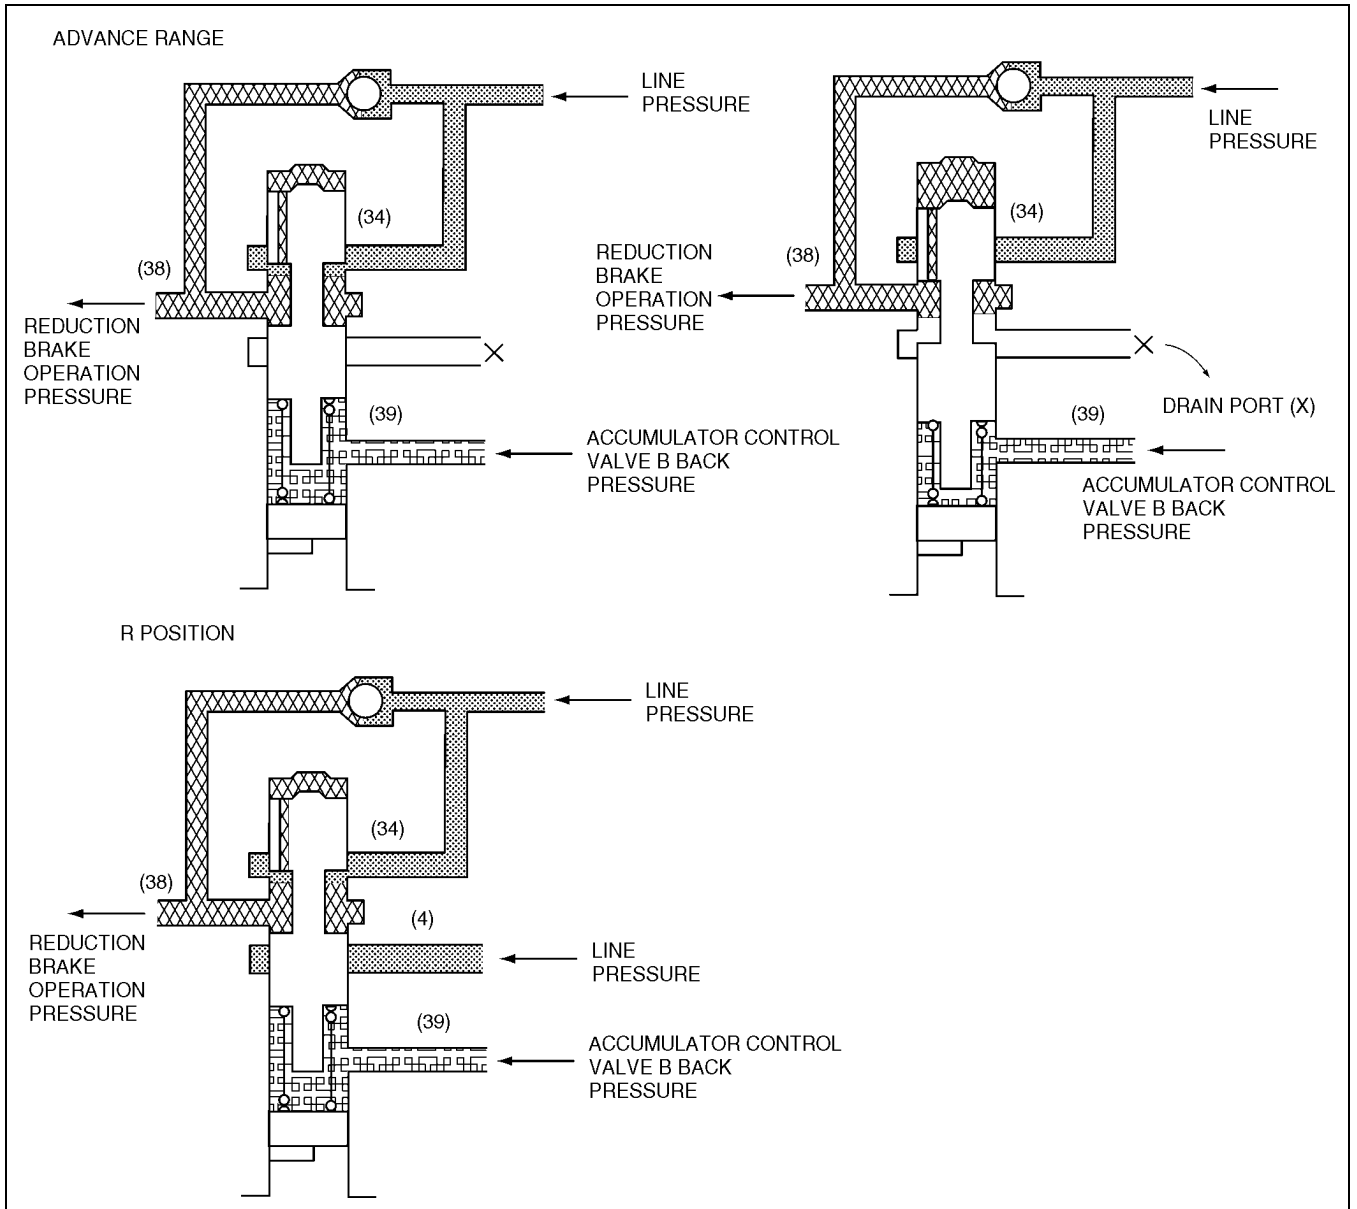 ADVANCE RANGE
LINE
PRESSURE
(34)
(38)
REDUCTION
BRAKE
OPERATION
PRESSURE
(39)
ACCUMULATOR CONTROL
VALVE B BACK
PRESSURE
LINE
PRESSURE
(34)
REDUCTION
BRAKE
OPERATION
PRESSURE
(38)
DRAIN PORT (X)
(39)
ACCUMULATOR CONTROL
VALVE B BACK
PRESSURE
R POSITION
LINE
PRESSURE
(34)
(38)
REDUCTION
BRAKE
OPERATION
PRESSURE
(4)
LINE
PRESSURE
(39)
ACCUMULATOR CONTROL
VALVE B BACK
PRESSURE